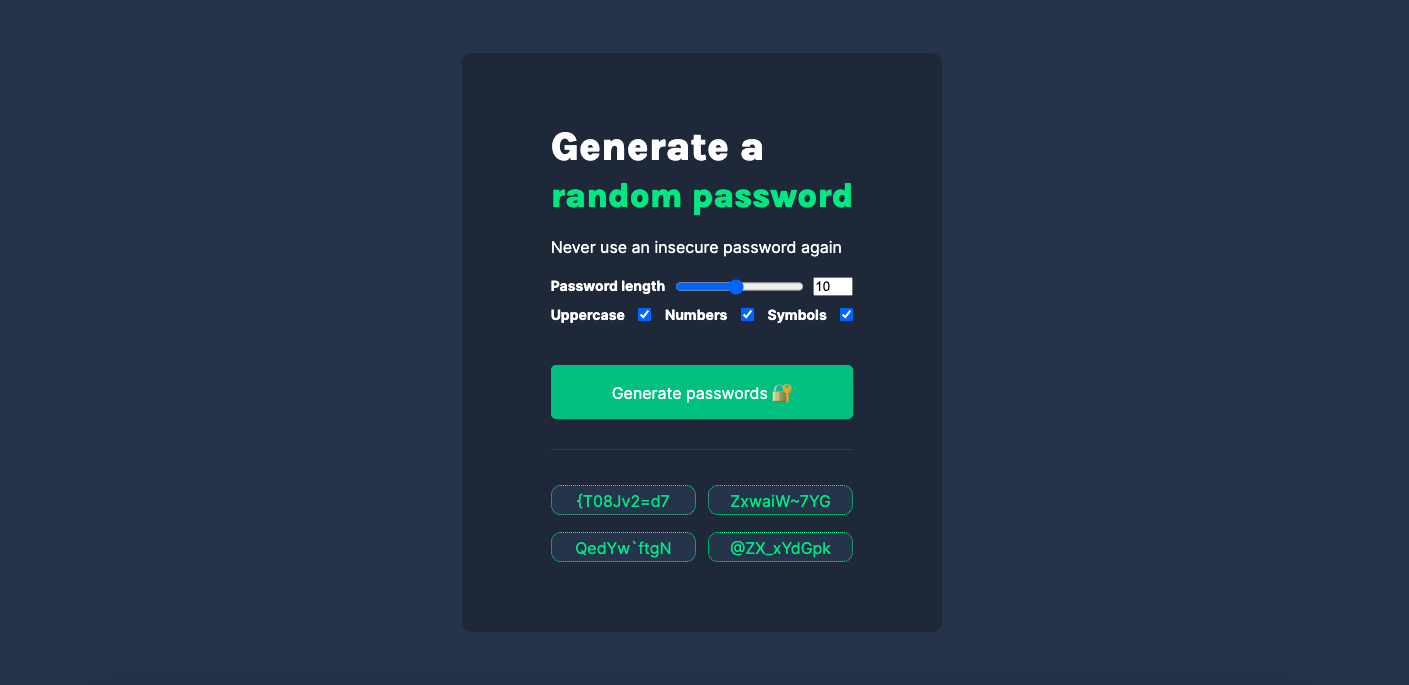 Generate a
random password
Never use an insecure password again
Password length 10
Uppercase Numbers Symbols
Generate passwords 🔐
{T08Jv2=d7 ZxwaiW~7YG
QedYw`ftgN @ZX_xYdGpk